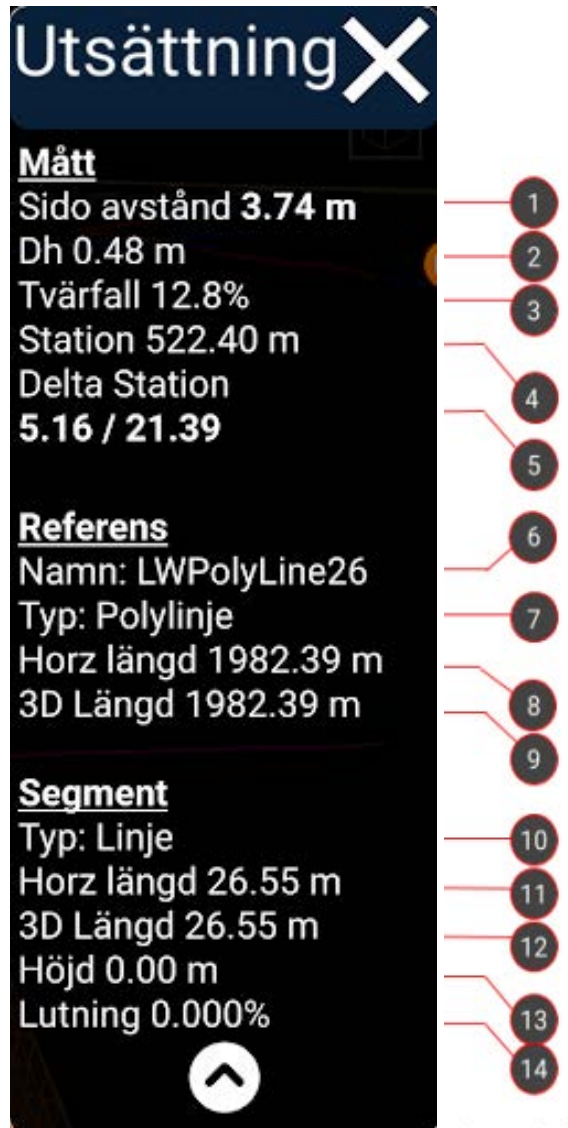 Utsättning
Mått
Sido avstånd 3.74 m
1
Dh 0.48 m
2
Tvärfall 12.8%
3
Station 522.40 m
4
Delta Station
5.16 / 21.39
5
Referens
6
Namn: LWPolyLine26
Typ: Polylinje
7
Horz längd 1982.39 m
8
3D Längd 1982.39 m
9
Segment
Typ: Linje
10
Horz längd 26.55 m
11
3D Längd 26.55 m
12
Höjd 0.00 m
13
Lutning 0.000%
14